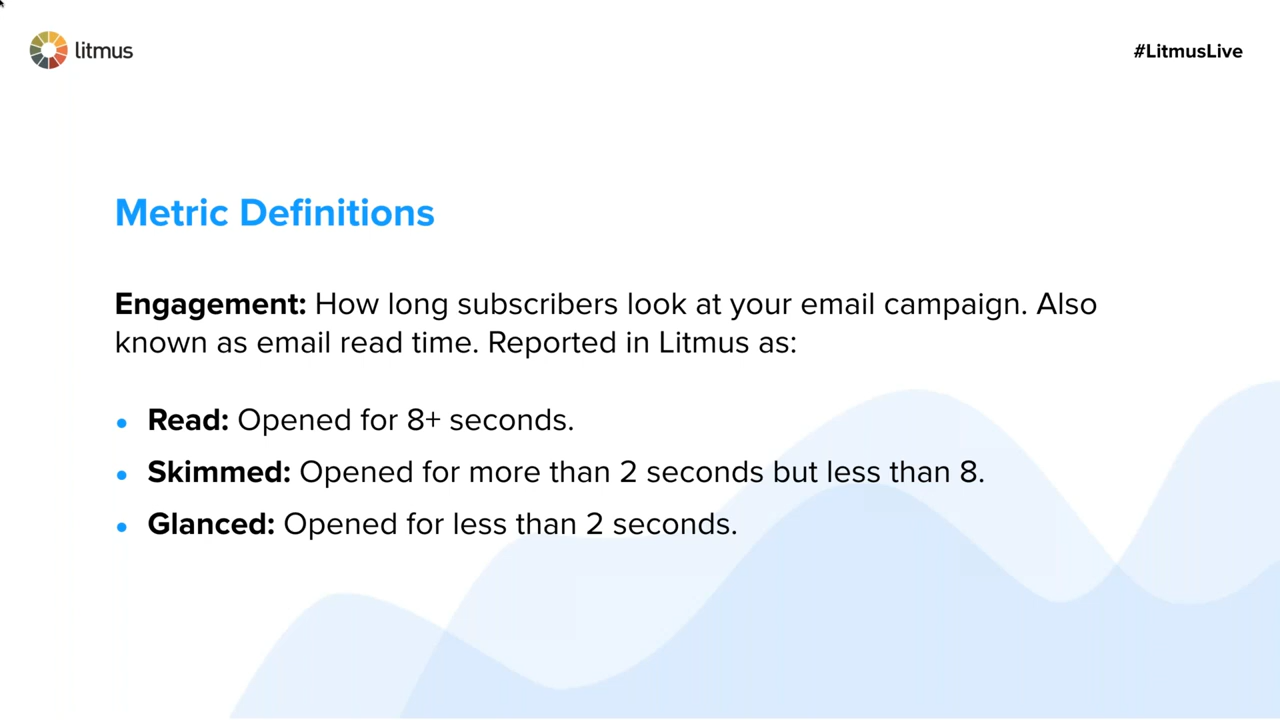 litmus
#LitmusLive
Metric Definitions
Engagement: How long subscribers look at your email campaign. Also
known as email read time. Reported in Litmus as:
• Read: Opened for 8+ seconds.
• Skimmed: Opened for more than 2 seconds but less than 8.
• Glanced: Opened for less than 2 seconds.